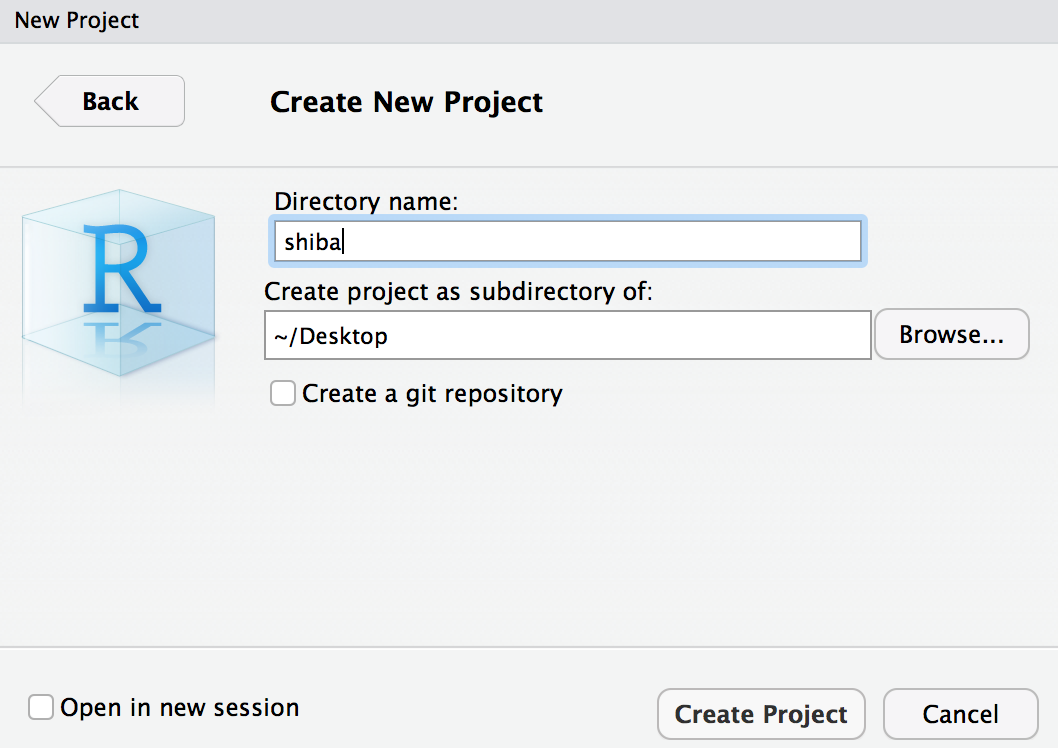 New Project
Back
Create New Project
R
Directory name:
shiba
Create project as subdirectory of:
~/Desktop
Browse...
Create a git repository
Open in new session
Create Project
Cancel